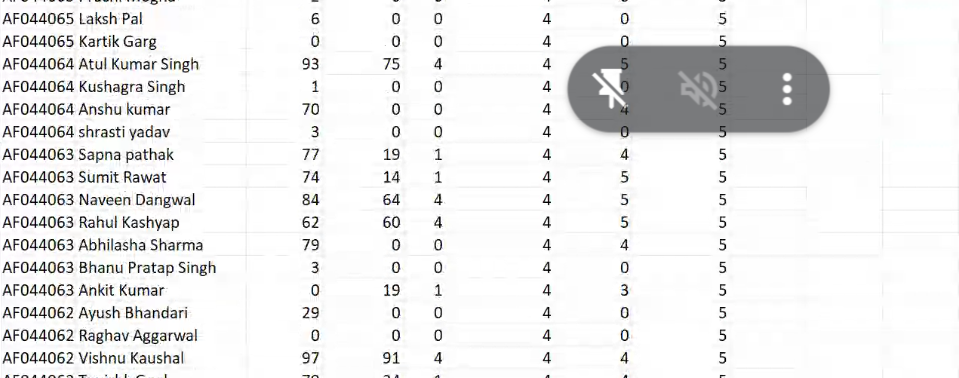 AF044065 Laksh Pal 6 0 0 4 0 5
AF044065 Kartik Garg 0 0 0 4 0 5
AF044064 Atul Kumar Singh 93 75 4 4 5 5
AF044064 Kushagra Singh 1 0 0 4 0 5
AF044064 Anshu kumar 70 0 0 4 4 5
AF044064 shrasti yadav 3 0 0 4 0 5
AF044063 Sapna pathak 77 19 1 4 4 5
AF044063 Sumit Rawat 74 14 1 4 5 5
AF044063 Naveen Dangwal 84 64 4 4 5 5
AF044063 Rahul Kashyap 62 60 4 4 5 5
AF044063 Abhilasha Sharma 79 0 0 4 4 5
AF044063 Bhanu Pratap Singh 3 0 0 4 0 5
AF044063 Ankit Kumar 0 19 1 4 3 5
AF044062 Ayush Bhandari 29 0 0 4 0 5
AF044062 Raghav Aggarwal 0 0 0 4 0 5
AF044062 Vishnu Kaushal 97 91 4 4 4 5